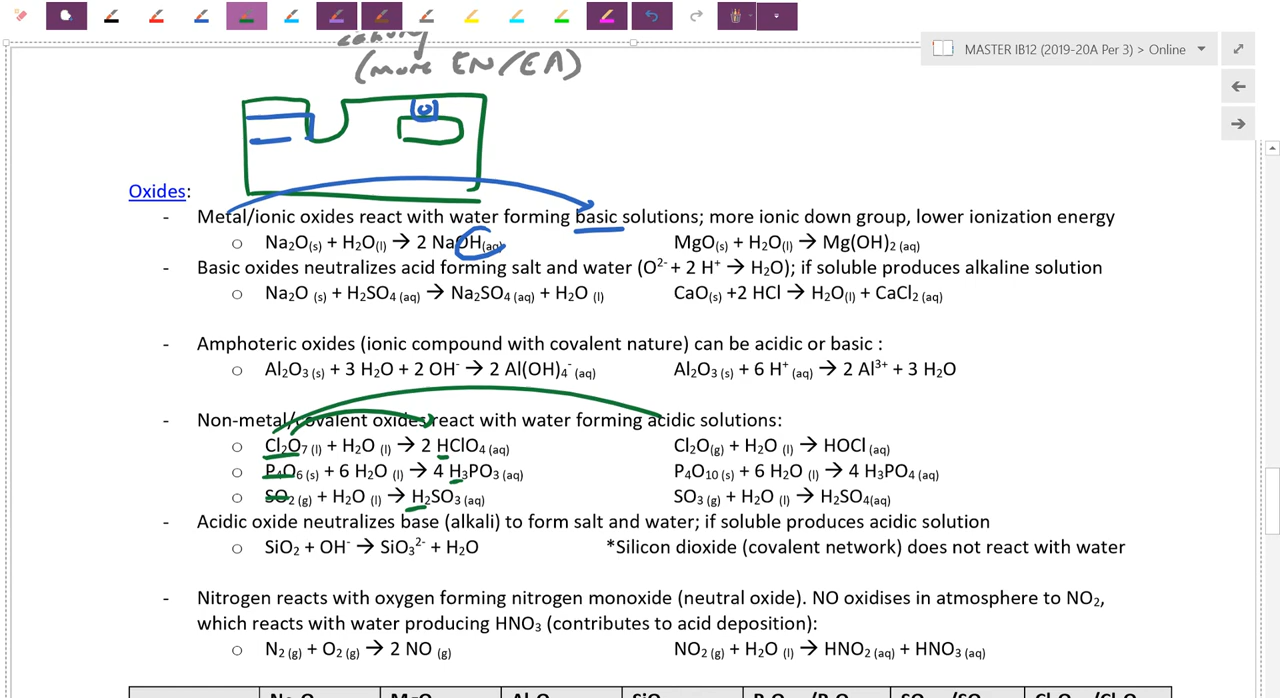 (more EN/EA)
MASTER IB12 (2019-20A Per 3) > Online
Oxides:
- Metal/ionic oxides react with water forming basic solutions; more ionic down group, lower ionization energy
o Na₂O(s) + H₂O(l) → 2 NaOH(aq) MgO(s) + H₂O(l) → Mg(OH)₂ (aq)
- Basic oxides neutralizes acid forming salt and water (O²⁻ + 2 H⁺ → H₂O); if soluble produces alkaline solution
o Na₂O (s) + H₂SO₄ (aq) → Na₂SO₄ (aq) + H₂O (l) CaO(s) +2 HCl → H₂O(l) + CaCl₂ (aq)
- Amphoteric oxides (ionic compound with covalent nature) can be acidic or basic :
o Al₂O₃ (s) + 3 H₂O + 2 OH⁻ → 2 Al(OH)₄⁻ (aq) Al₂O₃ (s) + 6 H⁺ (aq) → 2 Al³⁺ + 3 H₂O
- Non-metal/covalent oxides react with water forming acidic solutions:
o Cl₂O₇ (l) + H₂O (l) → 2 HClO₄ (aq) Cl₂O(g) + H₂O (l) → HOCl (aq)
o P₄O₆ (s) + 6 H₂O (l) → 4 H₃PO₃ (aq) P₄O₁₀ (s) + 6 H₂O (l) → 4 H₃PO₄ (aq)
o SO₂ (g) + H₂O (l) → H₂SO₃ (aq) SO₃ (g) + H₂O (l) → H₂SO₄(aq)
- Acidic oxide neutralizes base (alkali) to form salt and water; if soluble produces acidic solution
o SiO₂ + OH⁻ → SiO₃²⁻ + H₂O *Silicon dioxide (covalent network) does not react with water
- Nitrogen reacts with oxygen forming nitrogen monoxide (neutral oxide). NO oxidises in atmosphere to NO₂,
which reacts with water producing HNO₃ (contributes to acid deposition):
o N₂ (g) + O₂ (g) → 2 NO (g) NO₂ (g) + H₂O (l) → HNO₂ (aq) + HNO₃ (aq)